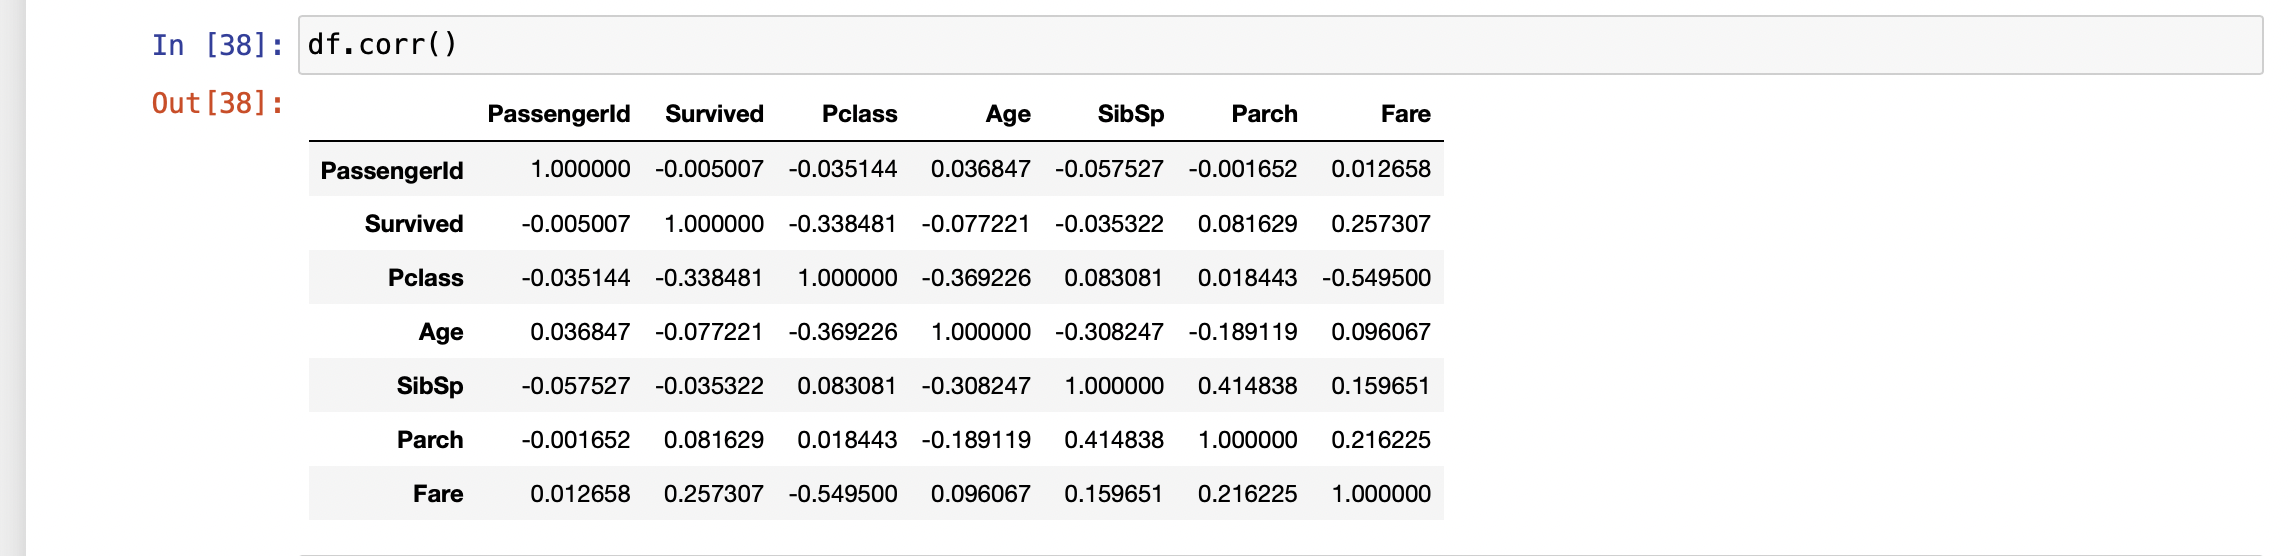 In [38]: df.corr()
Out[38]:
PassengerId Survived Pclass Age SibSp Parch Fare
PassengerId 1.000000 -0.005007 -0.035144 0.036847 -0.057527 -0.001652 0.012658
Survived -0.005007 1.000000 -0.338481 -0.077221 -0.035322 0.081629 0.257307
Pclass -0.035144 -0.338481 1.000000 -0.369226 0.083081 0.018443 -0.549500
Age 0.036847 -0.077221 -0.369226 1.000000 -0.308247 -0.189119 0.096067
SibSp -0.057527 -0.035322 0.083081 -0.308247 1.000000 0.414838 0.159651
Parch -0.001652 0.081629 0.018443 -0.189119 0.414838 1.000000 0.216225
Fare 0.012658 0.257307 -0.549500 0.096067 0.159651 0.216225 1.000000